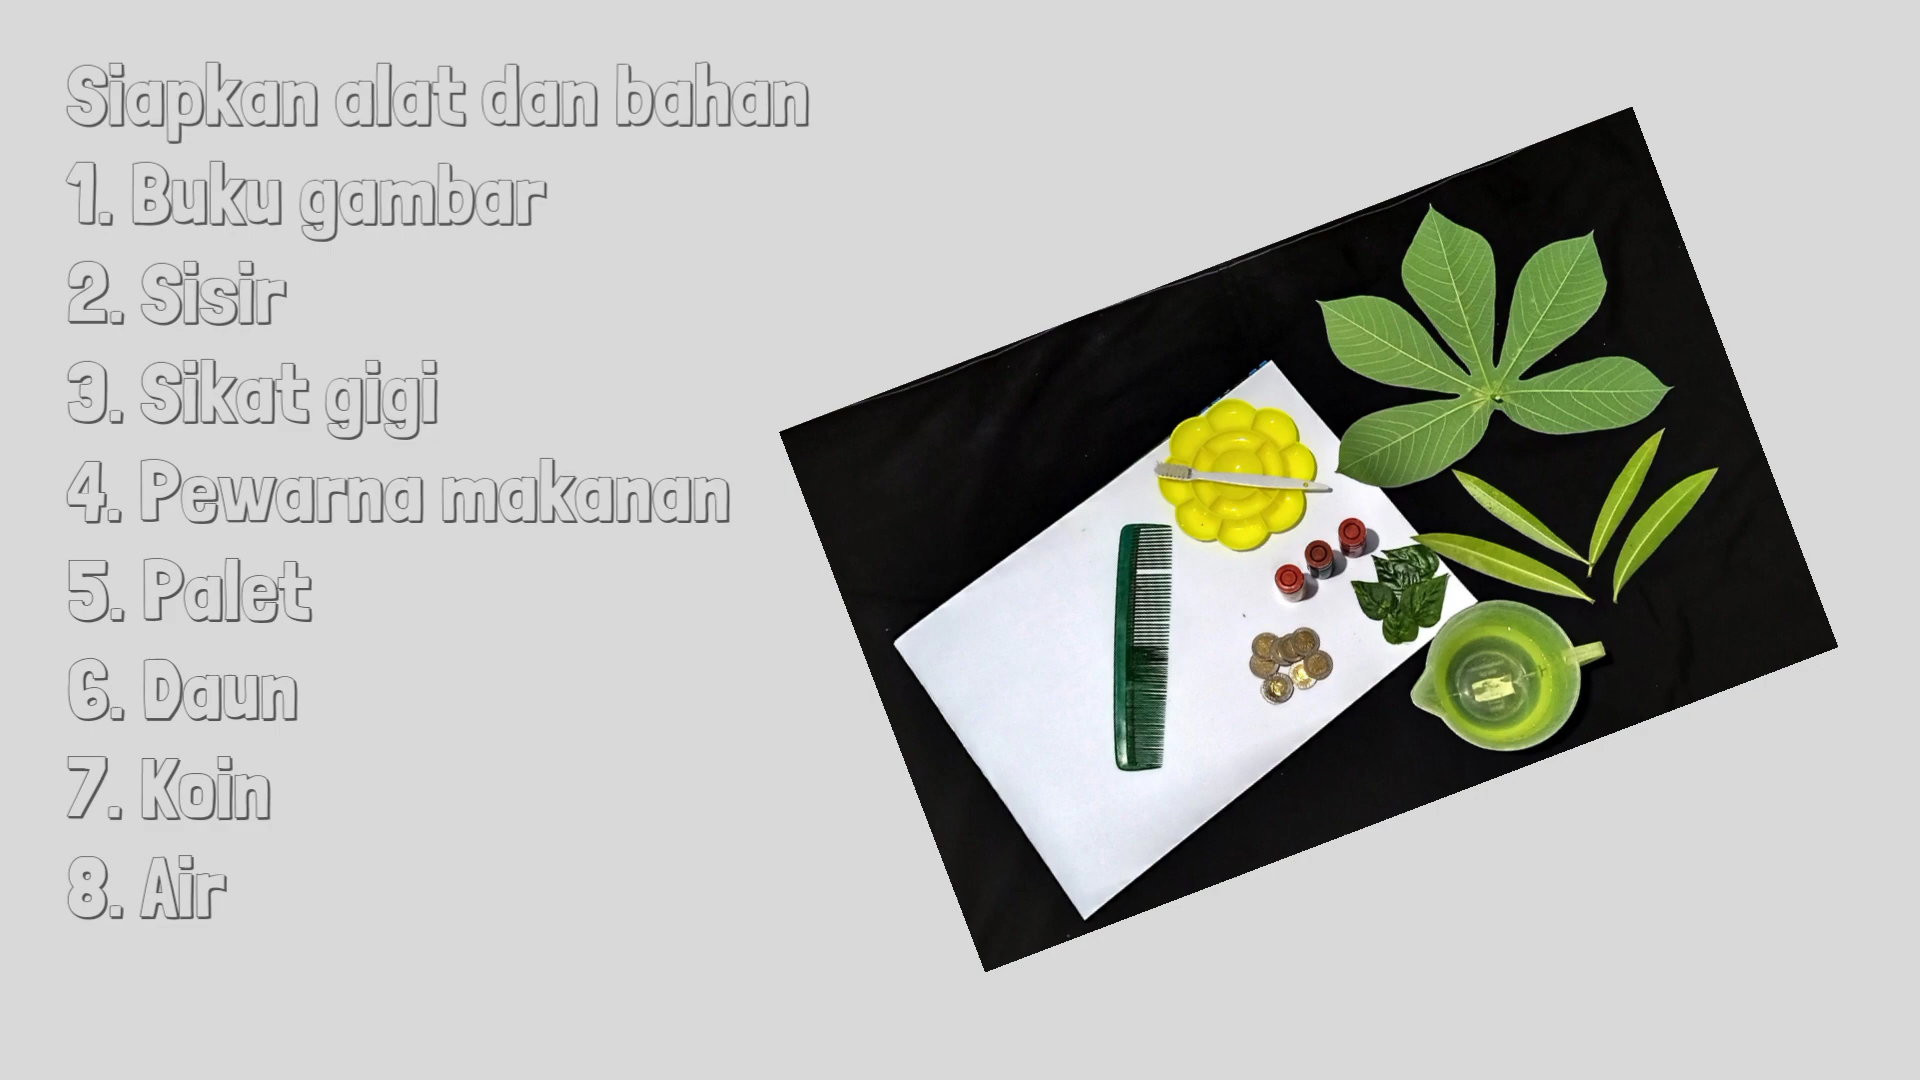 Siapkan alat dan bahan
1. Buku gambar
2. Sisir
3. Sikat gigi
4. Pewarna makanan
5. Palet
6. Daun
7. Koin
8. Air